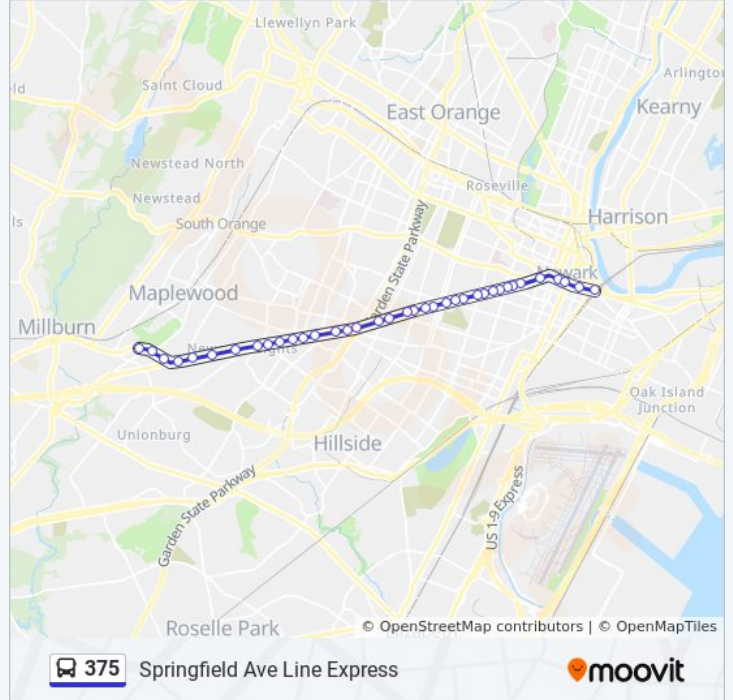 Llewellyn Park
Saint Cloud
Arlington
East Orange
Kearny
Newstead North
Roseville
Newstead
South Orange
Harrison
Garden State Parkway
Newark
Maplewood
Millburn
Oak Island
Junction
Unionburg
Hillside
US 1-9 Express
Garden State Parkway
Roselle Park
© OpenStreetMap contributors | © OpenMapTiles
375 Springfield Ave Line Express moovit